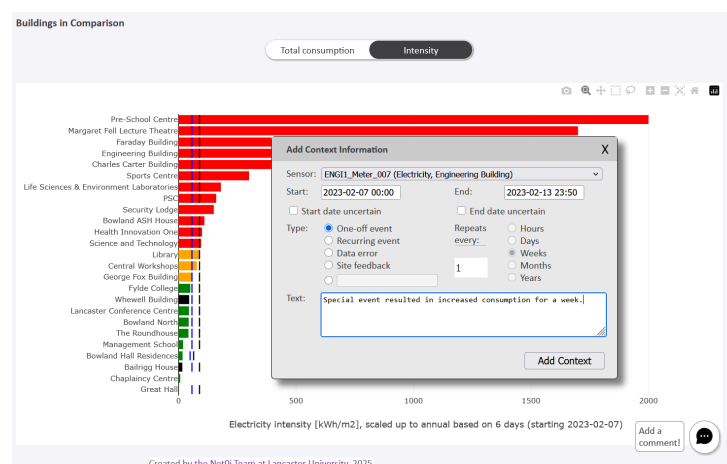 Buildings in Comparison
Total consumption Intensity
Pre-School Centre
Margaret Fell Lecture Theatre
Faraday Building
Engineering Building
Charles Carter Building
Sports Centre
Life Sciences & Environment Laboratories
PSC
Security Lodge
Bowland ASH House
Health Innovation One
Science and Technology
Library
Central Workshops
George Fox Building
Fylde College
Whewell Building
Lancaster Conference Centre
Bowland North
The Roundhouse
Management School
Bowland Hall Residences
Bailrigg House
Chaplaincy Centre
Great Hall
Add Context Information X
Sensor: ENGI1_Meter_007 (Electricity, Engineering Building)
Start: 2023-02-07 00:00 End: 2023-02-13 23:50
Start date uncertain End date uncertain
Type: One-off event Repeats every: Hours
Recurring event Days
Data error Weeks
Site feedback 1 Months
Years
Text: Special event resulted in increased consumption for a week.
Add Context
0 500 1000 1500 2000
Electricity intensity [kWh/m2], scaled up to annual based on 6 days (starting 2023-02-07)
Add a
comment!
Created by the Net0i Team at Lancaster University, 2025